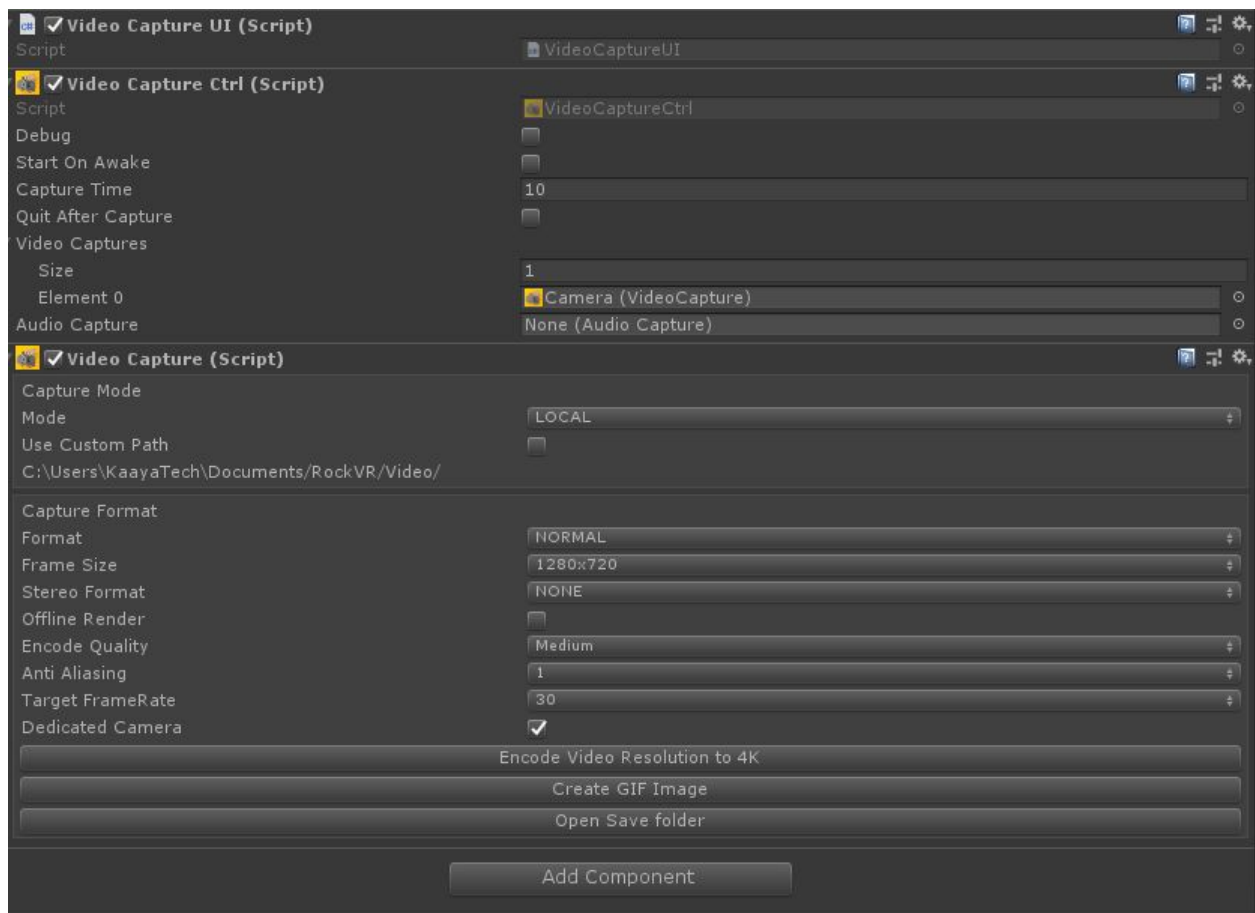 Video Capture UI (Script)
Script VideoCaptureUI
Video Capture Ctrl (Script)
Script VideoCaptureCtrl
Debug
Start On Awake
Capture Time 10
Quit After Capture
Video Captures
Size 1
Element 0 Camera (VideoCapture)
Audio Capture None (Audio Capture)
Video Capture (Script)
Capture Mode
Mode LOCAL
Use Custom Path
C:\Users\KaayaTech\Documents/RockVR/Video/
Capture Format
Format NORMAL
Frame Size 1280x720
Stereo Format NONE
Offline Render
Encode Quality Medium
Anti Aliasing 1
Target FrameRate 30
Dedicated Camera
Encode Video Resolution to 4K
Create GIF Image
Open Save folder
Add Component